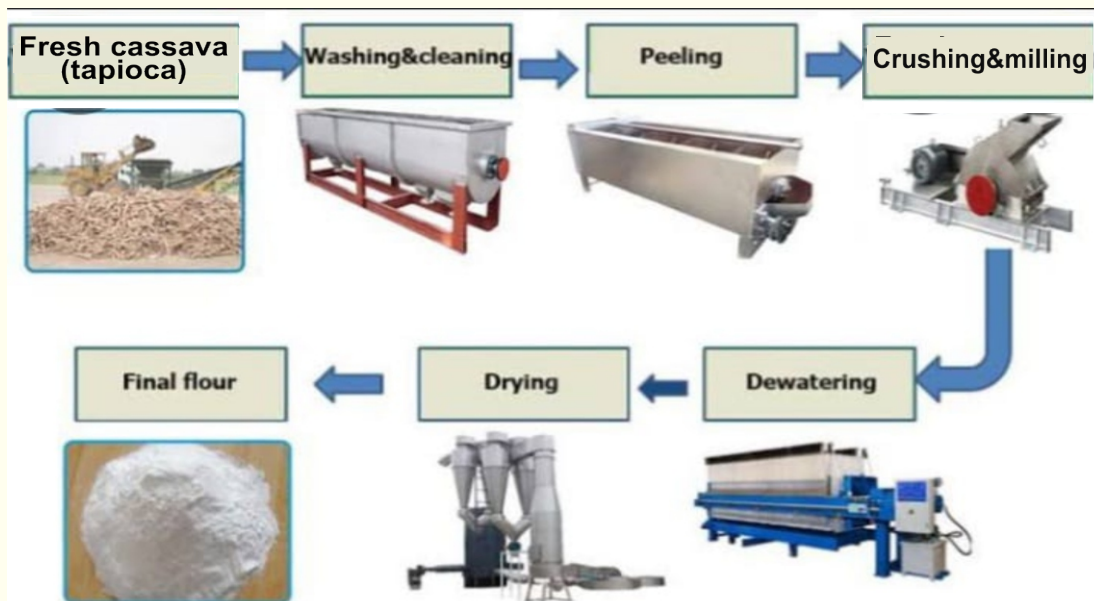 Fresh cassava
(tapioca)
Washing&cleaning
Peeling
Crushing&milling
Dewatering
Drying
Final flour